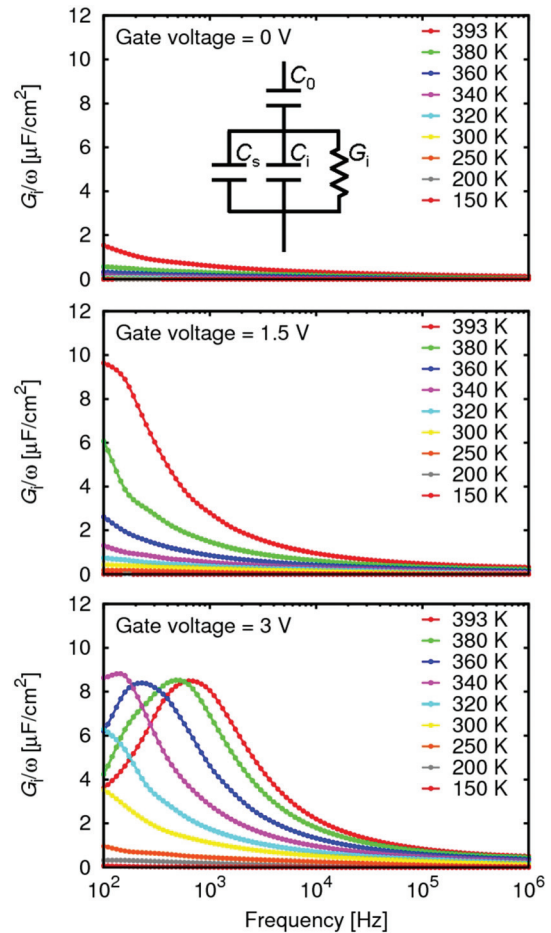 12
10
8
6
4
2
0
Gᵢ/ω [μF/cm²]
Gate voltage = 0 V
C₀
Cₛ
Cᵢ
Gᵢ
393 K
380 K
360 K
340 K
320 K
300 K
250 K
200 K
150 K
12
10
8
6
4
2
0
Gᵢ/ω [μF/cm²]
Gate voltage = 1.5 V
393 K
380 K
360 K
340 K
320 K
300 K
250 K
200 K
150 K
12
10
8
6
4
2
0
Gᵢ/ω [μF/cm²]
Gate voltage = 3 V
393 K
380 K
360 K
340 K
320 K
300 K
250 K
200 K
150 K
10² 10³ 10⁴ 10⁵ 10⁶
Frequency [Hz]